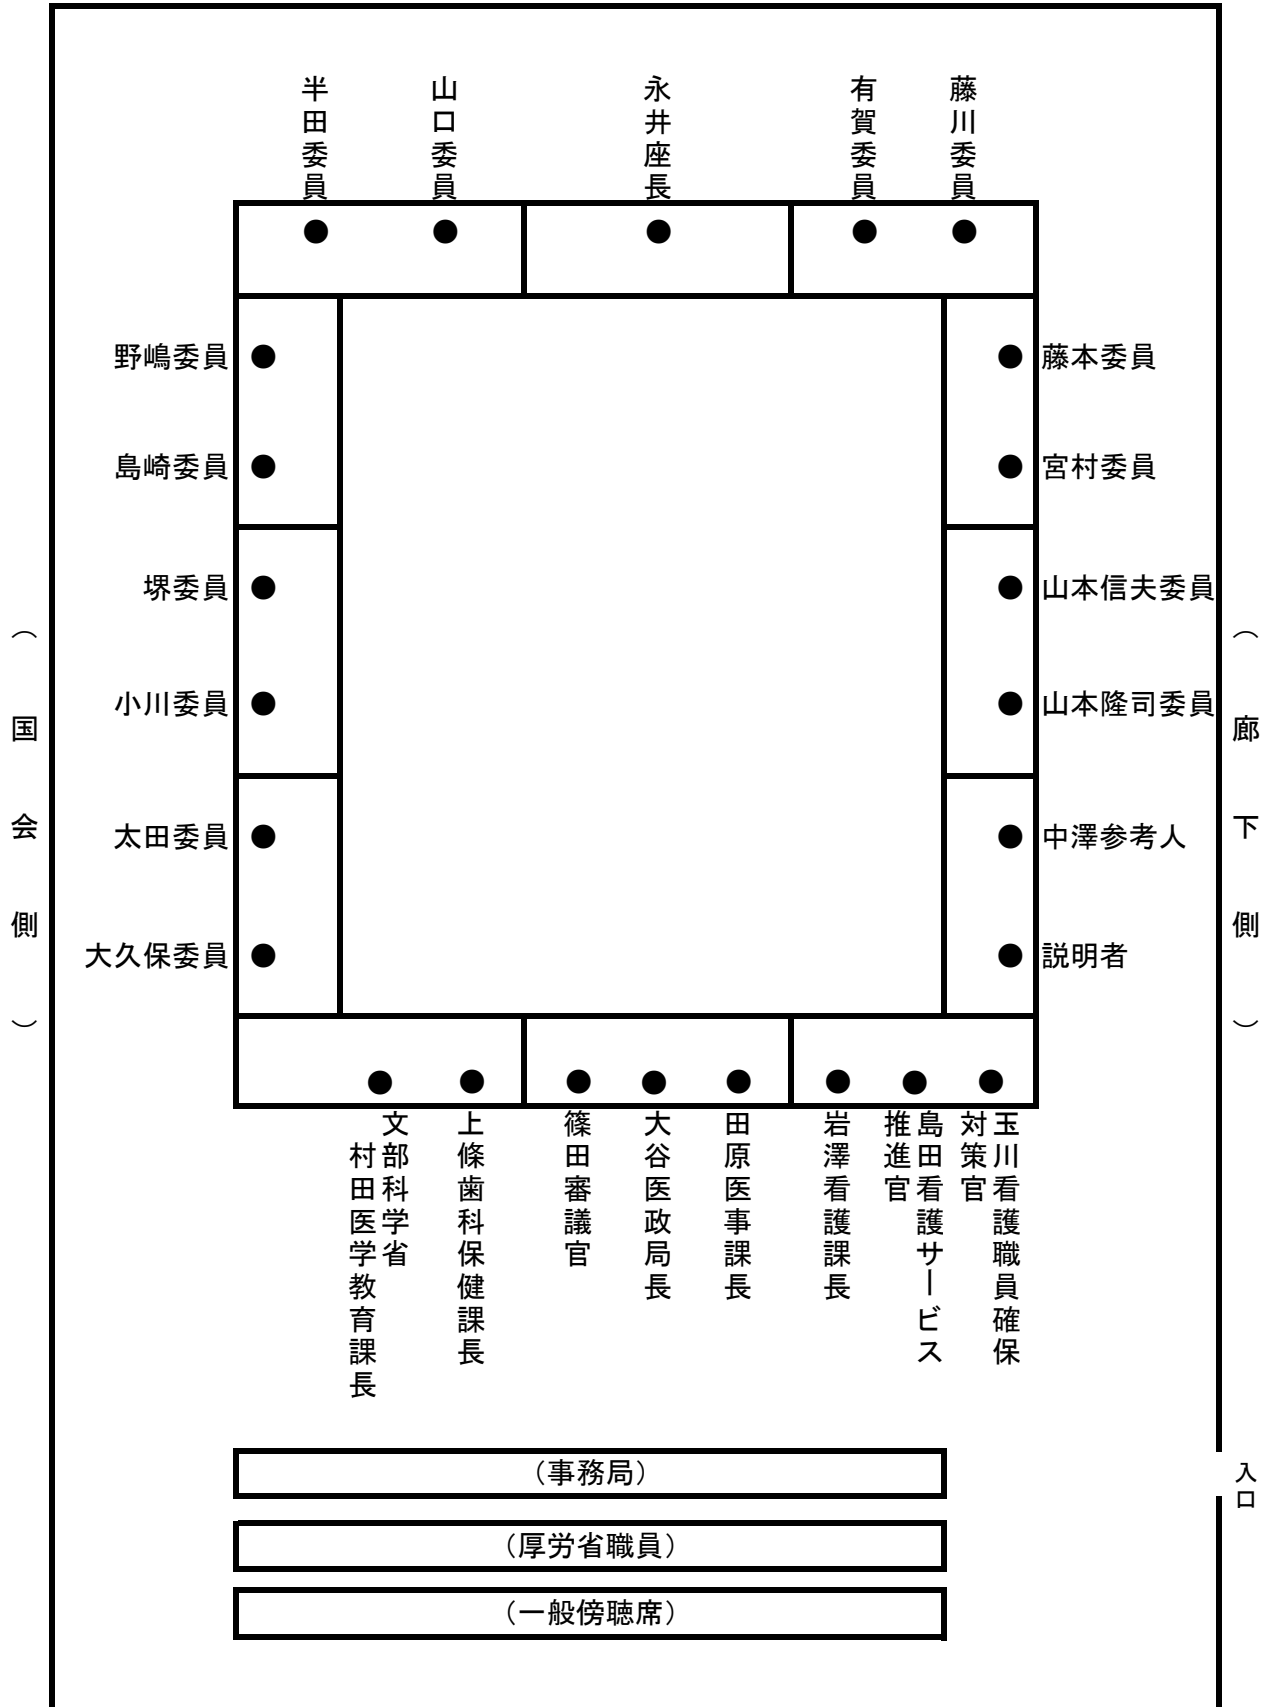 半田委員
山口委員
永井座長
有賀委員
藤川委員
野嶋委員
藤本委員
島崎委員
宮村委員
堺委員
山本信夫委員
小川委員
山本隆司委員
太田委員
中澤参考人
大久保委員
説明者
（国会側）
（廊下側）
文部科学省
村田医学教育課長
上條歯科保健課長
篠田審議官
大谷医政局長
田原医事課長
岩澤看護課長
島田看護サービス
推進官
玉川看護職員確保
対策官
（事務局）
入口
（厚労省職員）
（一般傍聴席）